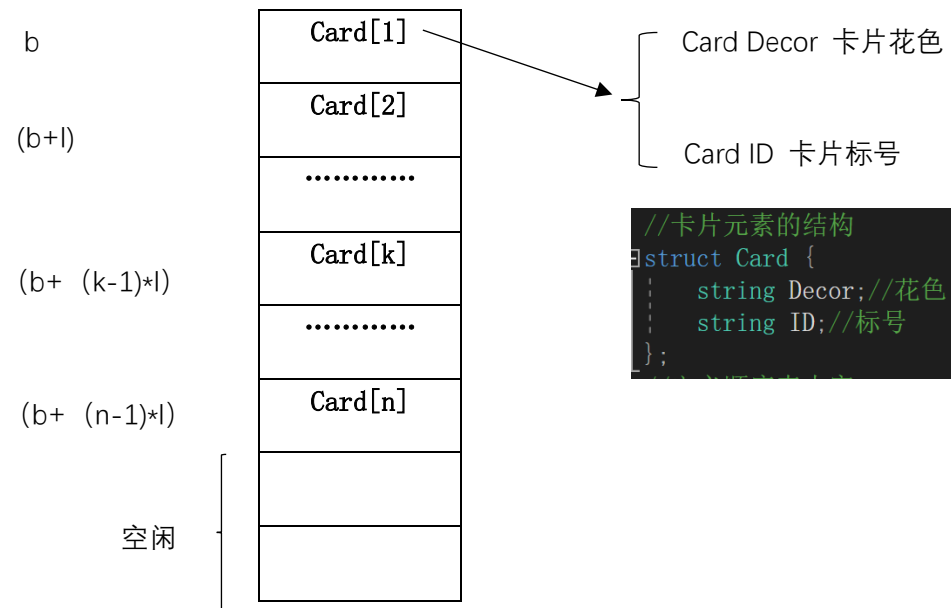 b
Card[1]
Card Decor 卡片花色
(b+l)
Card[2]
Card ID 卡片标号
…………
//卡片元素的结构
struct Card {
string Decor;//花色
string ID;//标号
};
(b+ (k-1)*l)
Card[k]
…………
(b+ (n-1)*l)
Card[n]
空闲